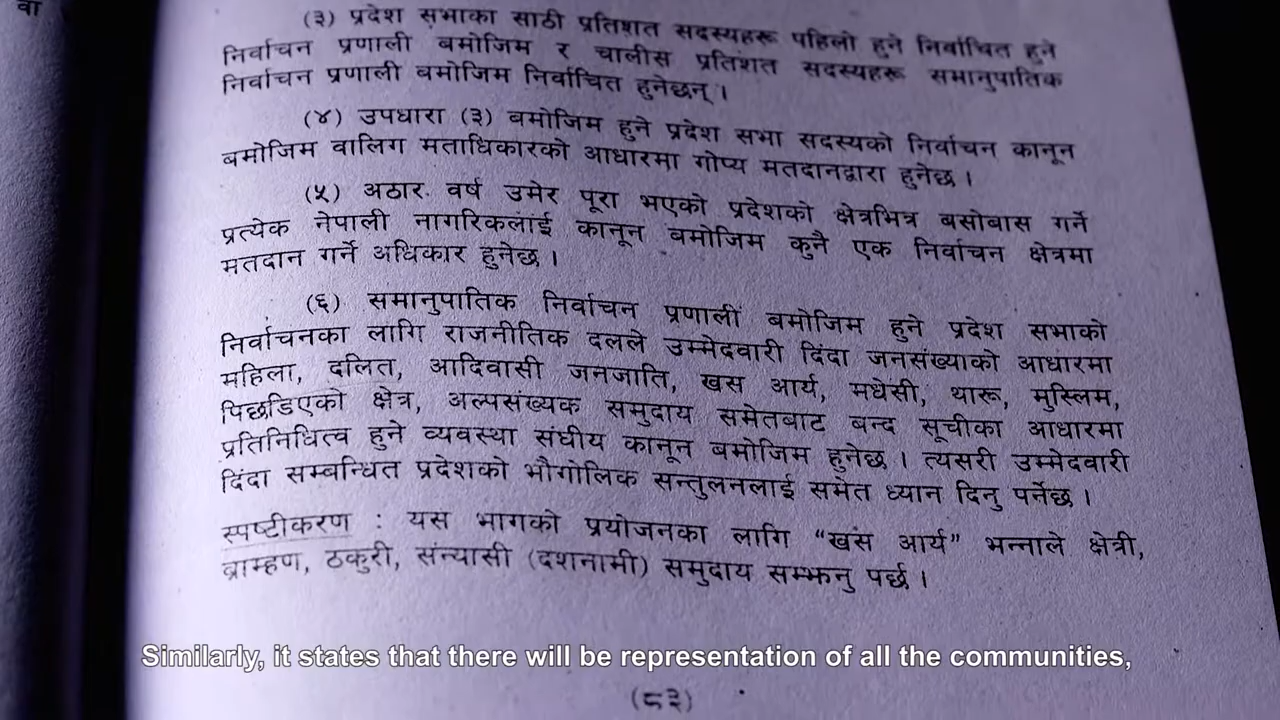 वा
(३) प्रदेश सभाका साठी प्रतिशत सदस्यहरू पहिलो हुने निर्वाचित हुने
निर्वाचन प्रणाली बमोजिम र चालीस प्रतिशत सदस्यहरू समानुपातिक
निर्वाचन प्रणाली बमोजिम निर्वाचित हुनेछन् ।
(४) उपधारा (३) बमोजिम हुने प्रदेश सभा सदस्यको निर्वाचन कानून
बमोजिम वालिग मताधिकारको आधारमा गोप्य मतदानद्वारा हुनेछ ।
(५) अठार वर्ष उमेर पूरा भएको प्रदेशको क्षेत्रभित्र बसोबास गर्ने
प्रत्येक नेपाली नागरिकलाई कानून बमोजिम कुनै एक निर्वाचन क्षेत्रमा
मतदान गर्ने अधिकार हुनेछ ।
(६) समानुपातिक निर्वाचन प्रणाली बमोजिम हुने प्रदेश सभाको
निर्वाचनका लागि राजनीतिक दलले उम्मेदवारी दिंदा जनसंख्याको आधारमा
महिला, दलित, आदिवासी जनजाति, खस आर्य, मधेसी, थारू, मुस्लिम,
पिछडिएको क्षेत्र, अल्पसंख्यक समुदाय समेतबाट बन्द सूचीका आधारमा
प्रतिनिधित्व हुने व्यवस्था संघीय कानून बमोजिम हुनेछ । त्यसरी उम्मेदवारी
दिंदा सम्बन्धित प्रदेशको भौगोलिक सन्तुलनलाई समेत ध्यान दिनु पर्नेछ ।
स्पष्टीकरण : यस भागको प्रयोजनका लागि “खस आर्य” भन्नाले क्षेत्री,
ब्राम्हण, ठकुरी, संन्यासी (दशनामी) समुदाय सम्झनु पर्छ ।
Similarly, it states that there will be representation of all the communities,
(८३)